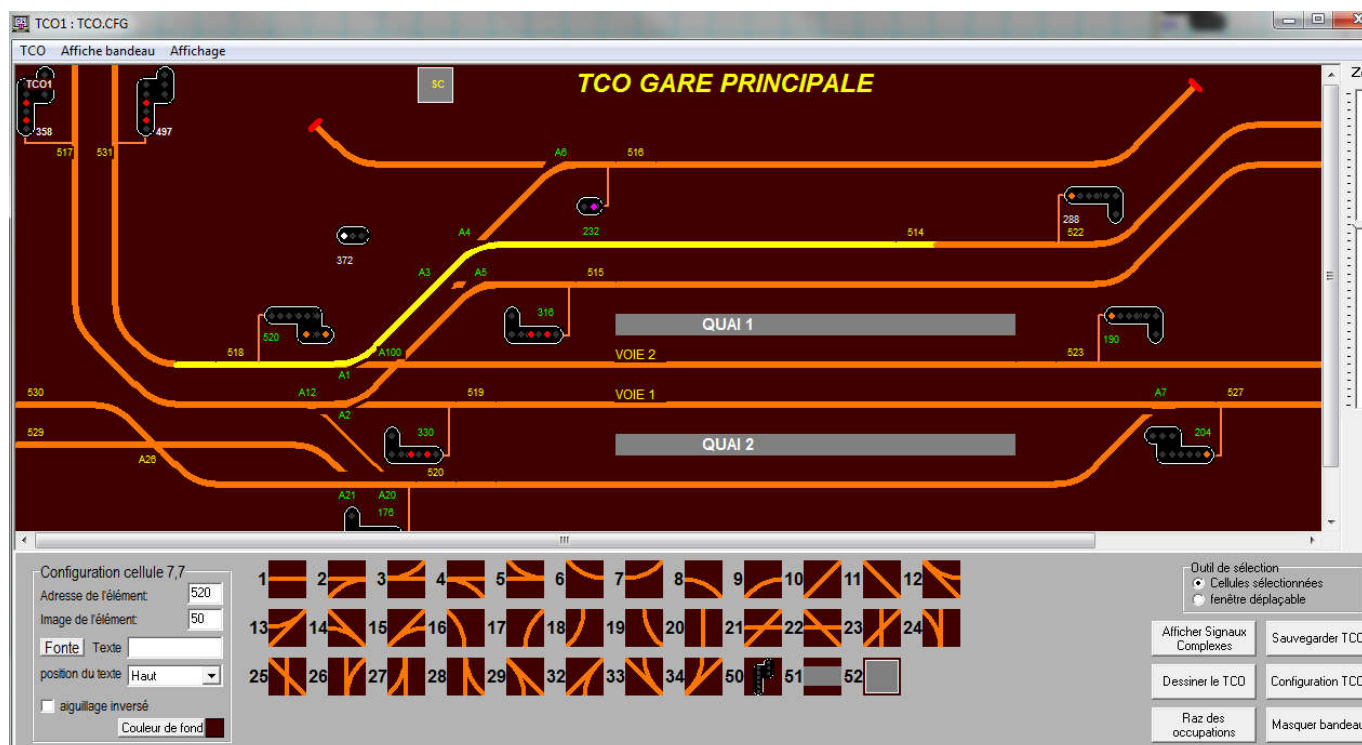 TCO1 : TCO.CFG
TCO Affiche bandeau Affichage
TCO1
SC
TCO GARE PRINCIPALE
358
497
517
531
A6
516
288
A4
232
514
522
372
A3
A5
515
316
QUAI 1
520
190
518
A100
VOIE 2
523
A1
530
A12
519
VOIE 1
A7
527
A2
529
330
QUAI 2
204
A26
520
A21
A20
176
Configuration cellule 7,7
Adresse de l'élément: 520
Image de l'élément: 50
Fonte Texte
position du texte Haut
aiguillage inversé
Couleur de fond
1 2 3 4 5 6 7 8 9 10 11 12
13 14 15 16 17 18 19 20 21 22 23 24
25 26 27 28 29 32 33 34 50 51 52
Outil de sélection
Cellules sélectionnées
fenêtre déplaçable
Afficher Signaux Complexes
Sauvegarder TCO
Dessiner le TCO
Configuration TCO
Raz des occupations
Masquer bandeau